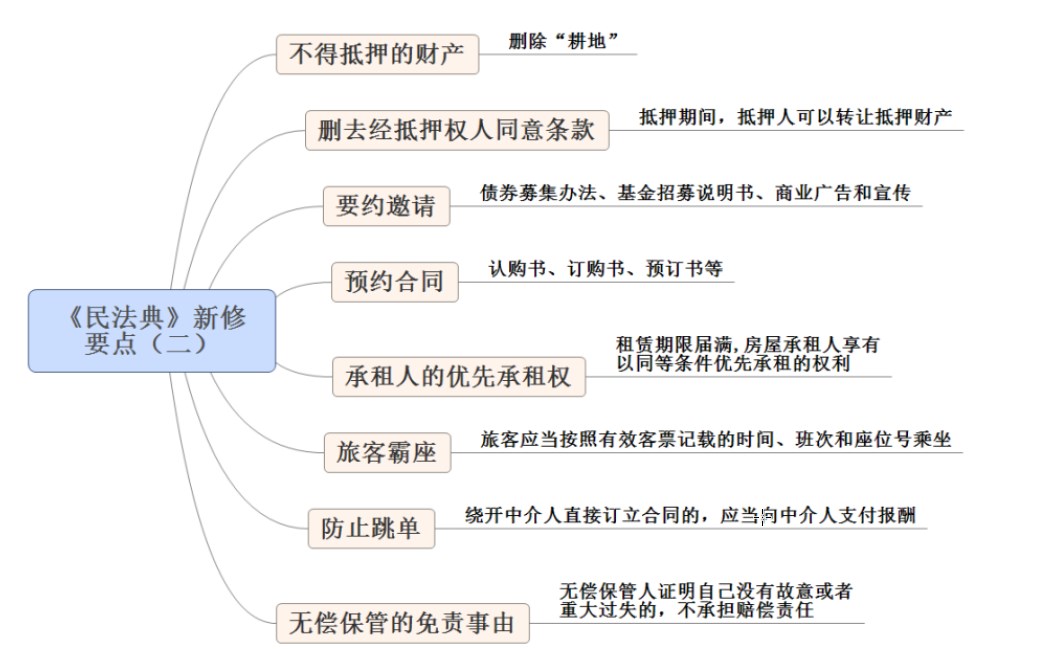 《民法典》新修
要点（二）
不得抵押的财产
删除“耕地”
删去经抵押权人同意条款
抵押期间，抵押人可以转让抵押财产
要约邀请
债券募集办法、基金招募说明书、商业广告和宣传
预约合同
认购书、订购书、预订书等
承租人的优先承租权
租赁期限届满,房屋承租人享有
以同等条件优先承租的权利
旅客霸座
旅客应当按照有效客票记载的时间、班次和座位号乘坐
防止跳单
绕开中介人直接订立合同的，应当向中介人支付报酬
无偿保管的免责事由
无偿保管人证明自己没有故意或者
重大过失的，不承担赔偿责任